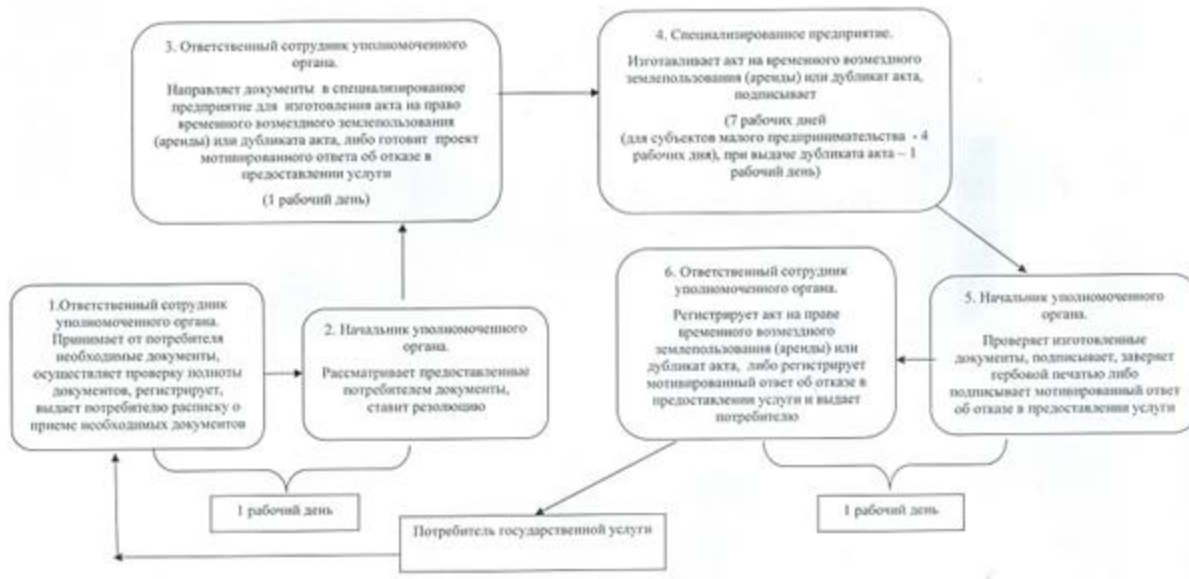 3. Ответственный сотрудник уполномоченного
органа.
Направляет документы в специализированное
предприятие для изготовления акта на право
временного возмездного землепользования
(аренды) или дубликата акта, либо готовит проект
мотивированного ответа об отказе в
предоставлении услуги
(1 рабочий день)
4. Специализированное предприятие.
Изготавливает акт на временного возмездного
землепользования (аренды) или дубликат акта,
подписывает
(7 рабочих дней
(для субъектов малого предпринимательства - 4
рабочих дня), при выдаче дубликата акта – 1
рабочий день)
1.Ответственный сотрудник
уполномоченного органа.
Принимает от потребителя
необходимые документы,
осуществляет проверку полноты
документов, регистрирует,
выдает потребителю расписку о
приеме необходимых документов
2. Начальник уполномоченного
органа.
Рассматривает предоставленные
потребителем документы,
ставит резолюцию
6. Ответственный сотрудник
уполномоченного органа.
Регистрирует акт на праве
временного возмездного
землепользования (аренды) или
дубликат акта, либо регистрирует
мотивированный ответ об отказе в
предоставлении услуги и выдает
потребителю
5. Начальник уполномоченного
органа.
Проверяет изготовленные
документы, подписывает, заверяет
гербовой печатью либо
подписывает мотивированный ответ
об отказе в предоставлении услуги
1 рабочий день
1 рабочий день
Потребитель государственной услуги